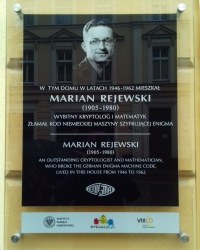 W TYM DOMU W LATACH 1946-1962 MIESZKAŁ
MARIAN REJEWSKI
(1905-1980)
WYBITNY KRYPTOLOG I MATEMATYK
ZŁAMAŁ KOD NIEMIECKIEJ MASZYNY SZYFRUJĄCEJ ENIGMA
MARIAN REJEWSKI
(1905-1980)
AN OUTSTANDING CRYPTOLOGIST AND MATHEMATICIAN,
WHO BROKE THE GERMAN ENIGMA MACHINE CODE,
LIVED IN THIS HOUSE FROM 1946 TO 1962